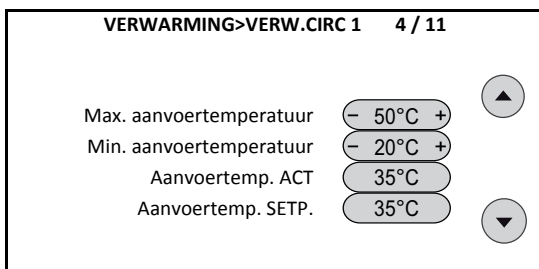 VERWARMING>VERW.CIRC 1 4 / 11
Max. aanvoertemperatuur − 50°C +
Min. aanvoertemperatuur − 20°C +
Aanvoertemp. ACT 35°C
Aanvoertemp. SETP. 35°C